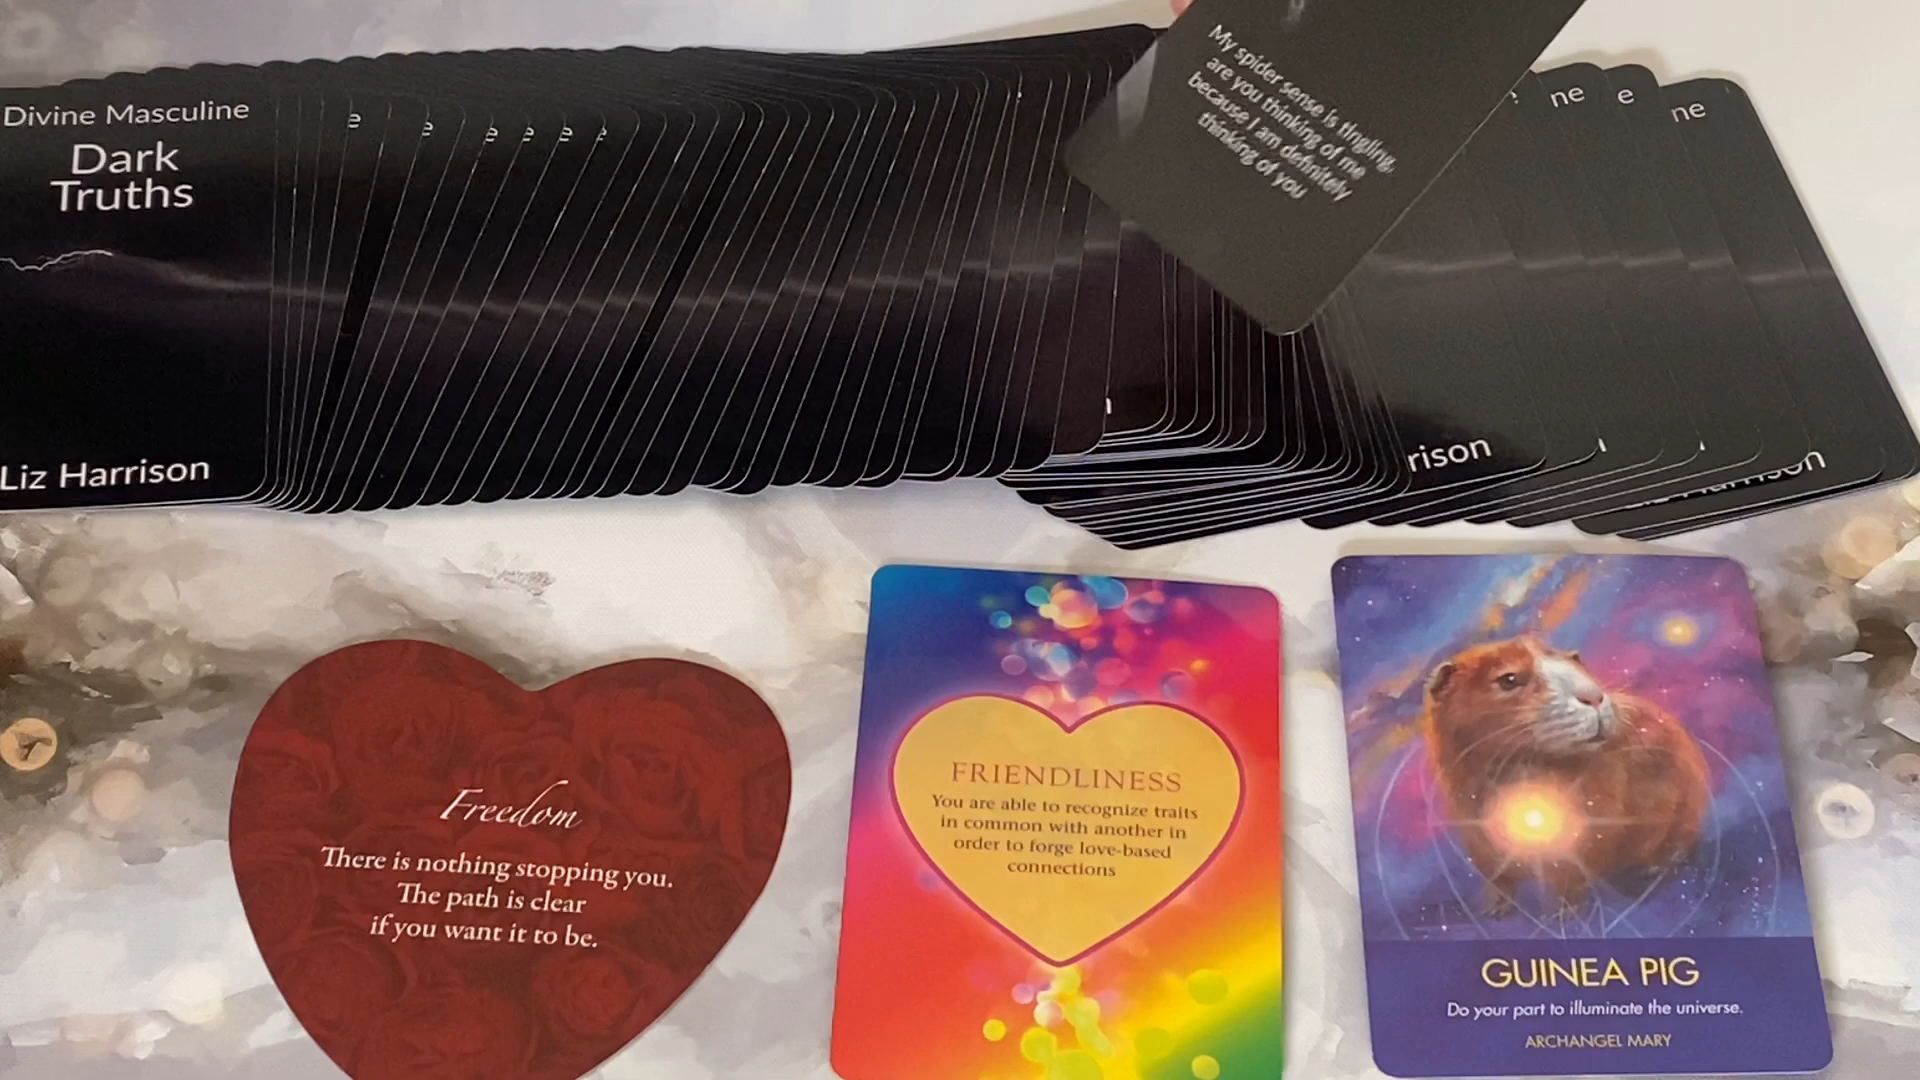 Divine Masculine
Dark
Truths
Liz Harrison
My spider sense is tingling,
are you thinking of me
because I am definitely
thinking of you
ne
e
ne
rison
Freedom
There is nothing stopping you.
The path is clear
if you want it to be.
FRIENDLINESS
You are able to recognize traits
in common with another in
order to forge love-based
connections
GUINEA PIG
Do your part to illuminate the universe.
ARCHANGEL MARY